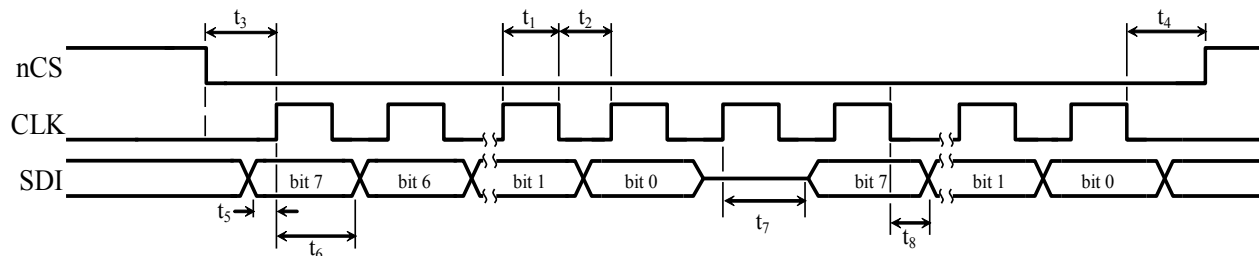 t3 t1 t2 t4
nCS
CLK
SDI bit 7 bit 6 bit 1 bit 0 bit 7 bit 1 bit 0
t5 t6 t7 t8